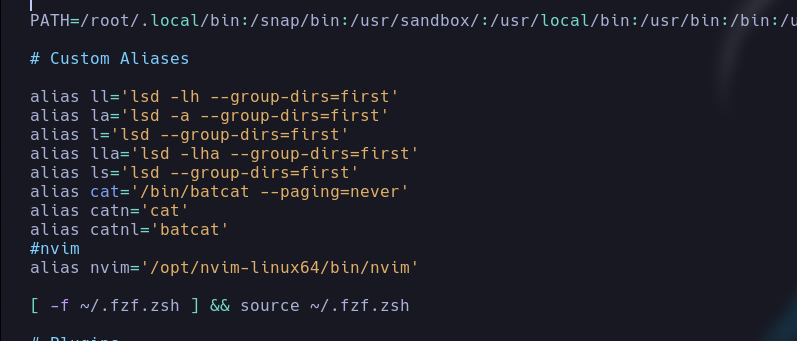 PATH=/root/.local/bin:/snap/bin:/usr/sandbox/:/usr/local/bin:/usr/bin:/bin:/u
# Custom Aliases
alias ll='lsd -lh --group-dirs=first'
alias la='lsd -a --group-dirs=first'
alias l='lsd --group-dirs=first'
alias lla='lsd -lha --group-dirs=first'
alias ls='lsd --group-dirs=first'
alias cat='/bin/batcat --paging=never'
alias catn='cat'
alias catnl='batcat'
#nvim
alias nvim='/opt/nvim-linux64/bin/nvim'
[ -f ~/.fzf.zsh ] && source ~/.fzf.zsh
# Plugins